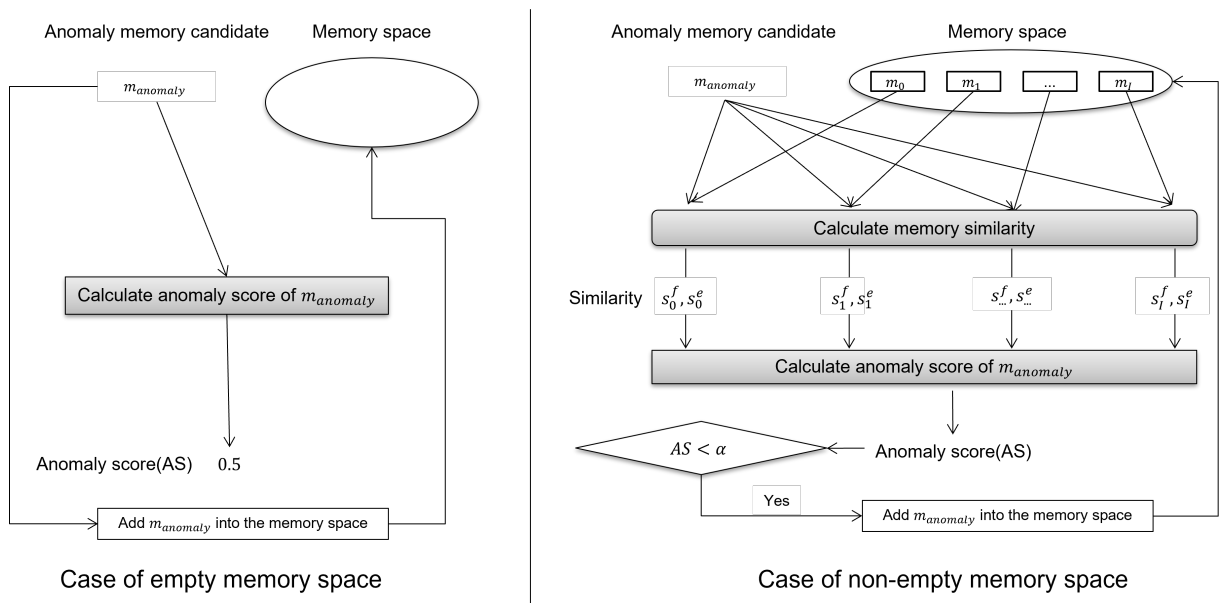 Anomaly memory candidate
Memory space
m_anomaly
Calculate anomaly score of m_anomaly
Anomaly score(AS) 0.5
Add m_anomaly into the memory space
Case of empty memory space
Anomaly memory candidate
Memory space
m_anomaly
m_0
m_1
...
m_I
Calculate memory similarity
Similarity
s_0^f, s_0^e
s_1^f, s_1^e
s_…^f, s_…^e
s_I^f, s_I^e
Calculate anomaly score of m_anomaly
AS < α
Anomaly score(AS)
Yes
Add m_anomaly into the memory space
Case of non-empty memory space